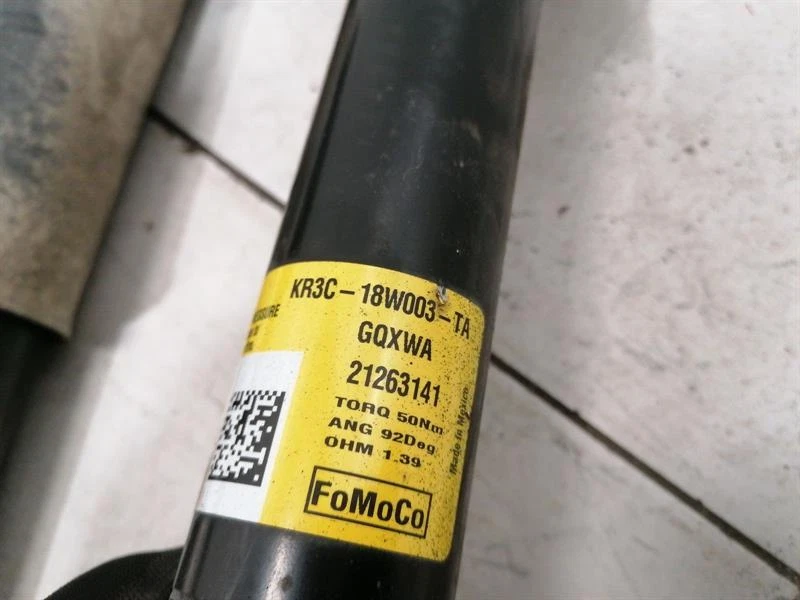 KR3C-18W003-TA
GQXWA
21263141
TORQ 50Nm
ANG 92Deg
OHM 1.39
FoMoCo
Made in Mexico